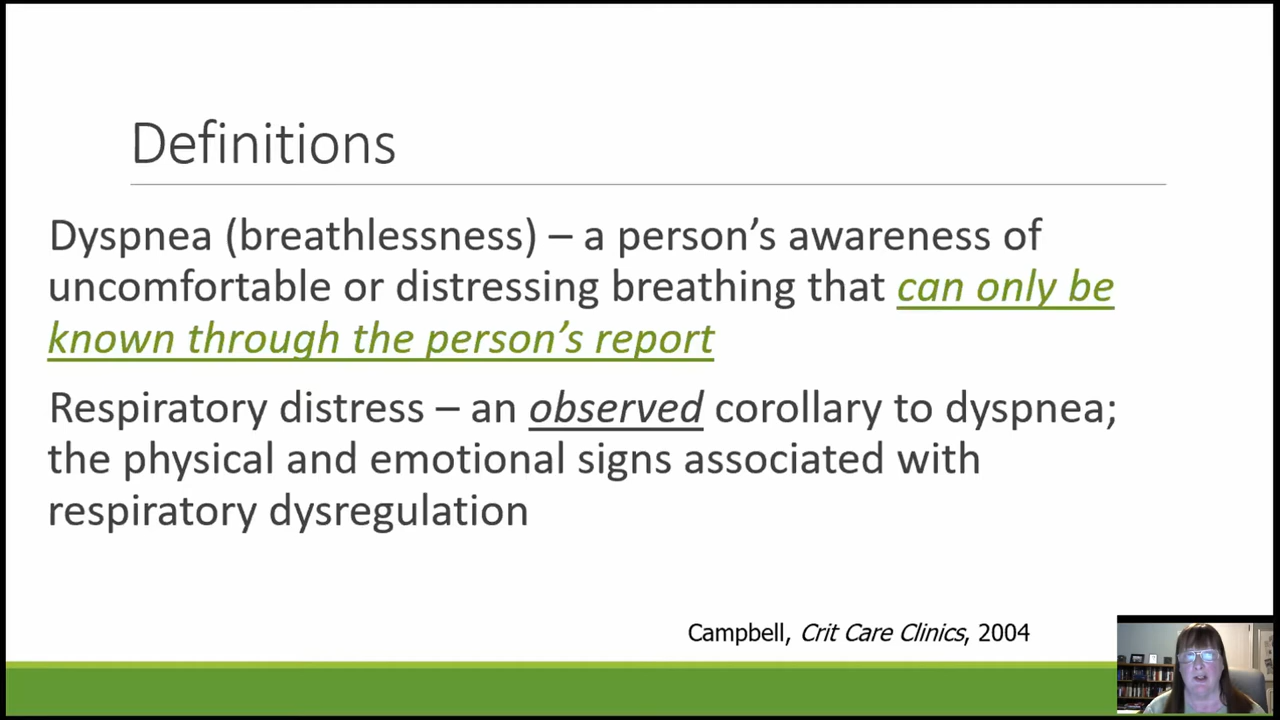 Definitions
Dyspnea (breathlessness) – a person’s awareness of
uncomfortable or distressing breathing that can only be
known through the person’s report
Respiratory distress – an observed corollary to dyspnea;
the physical and emotional signs associated with
respiratory dysregulation
Campbell, Crit Care Clinics, 2004